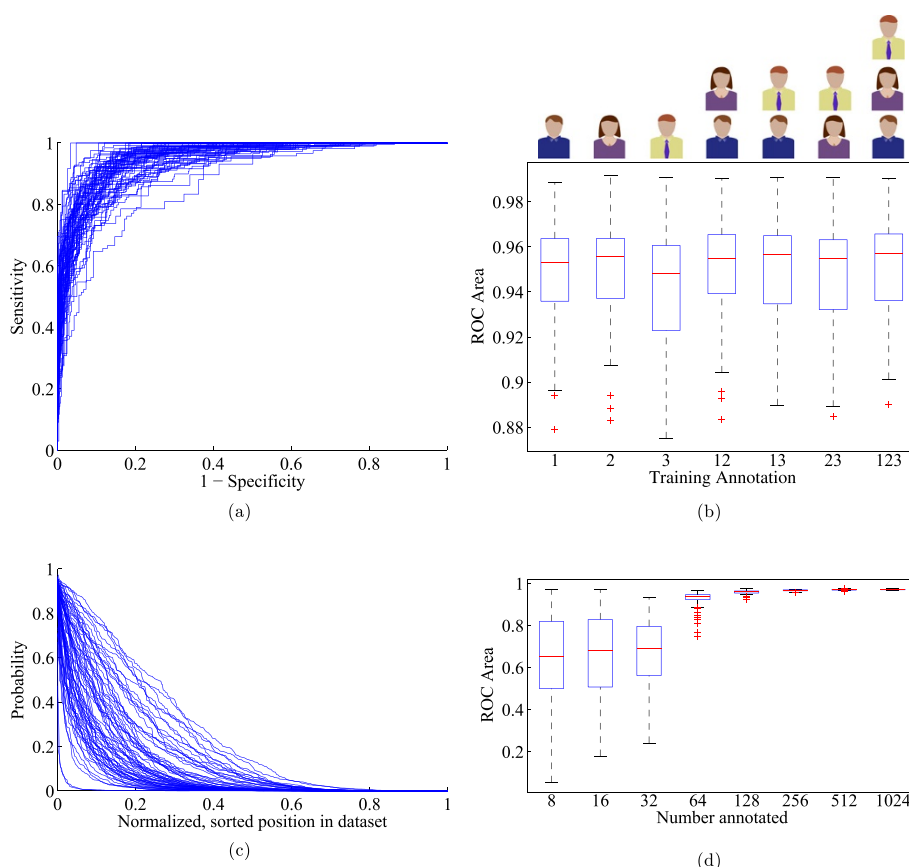 1
0.8
0.6
0.4
0.2
0
Sensitivity
0 0.2 0.4 0.6 0.8 1
1 − Specificity
(a)
0.98
0.96
0.94
0.92
0.9
0.88
ROC Area
1 2 3 12 13 23 123
Training Annotation
(b)
1
0.8
0.6
0.4
0.2
0
Probability
0 0.2 0.4 0.6 0.8 1
Normalized, sorted position in dataset
(c)
1
0.8
0.6
0.4
0.2
ROC Area
8 16 32 64 128 256 512 1024
Number annotated
(d)